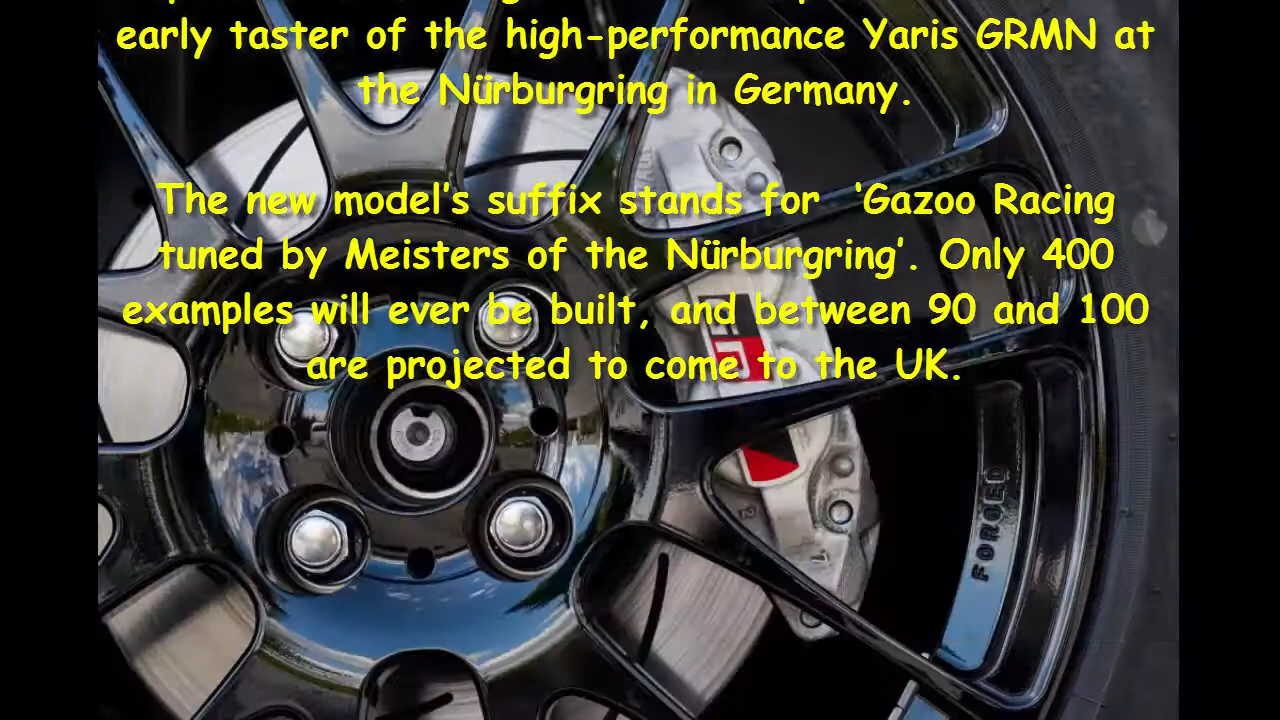 early taster of the high-performance Yaris GRMN at
the Nürburgring in Germany.
The new model's suffix stands for  ‘Gazoo Racing
tuned by Meisters of the Nürburgring’. Only 400
examples will ever be built, and between 90 and 100
are projected to come to the UK.
FORGED